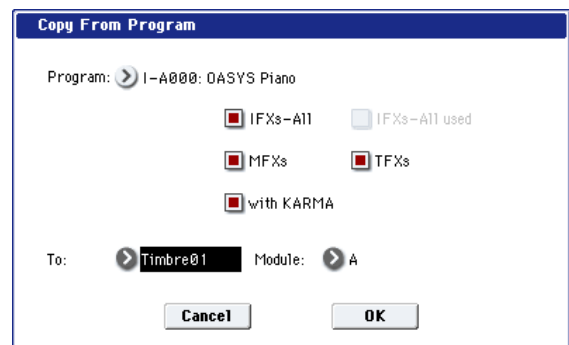 Copy From Program
Program: I-A000: OASYS Piano
IFXs-All IFXs-All used
MFXs TFXs
with KARMA
To: Timbre01 Module: A
Cancel OK